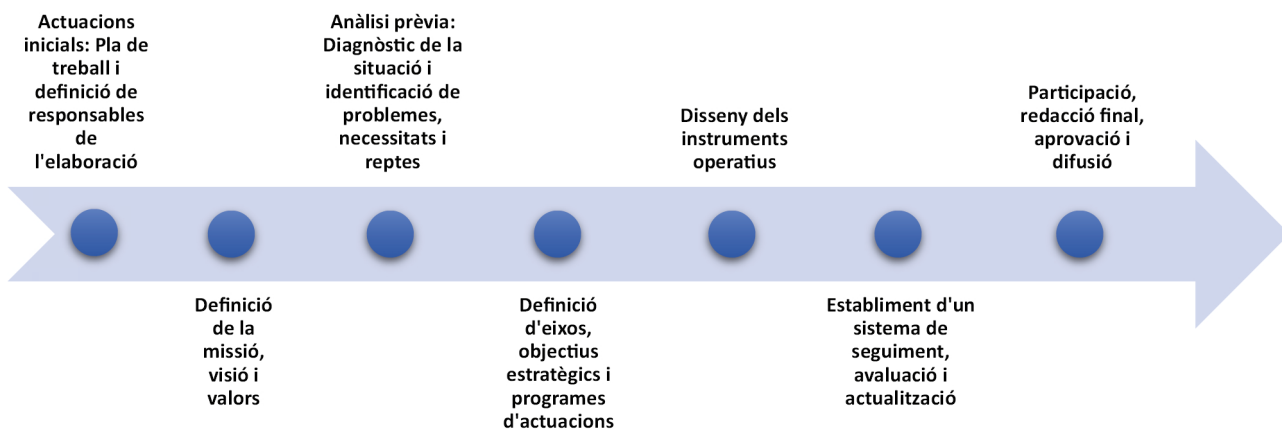 Actuacions
inicials: Pla de
treball i
definició de
responsables
de
l'elaboració
Definició
de la
missió,
visió i
valors
Anàlisi prèvia:
Diagnòstic de la
situació i
identificació de
problemes,
necessitats i
reptes
Definició
d'eixos,
objectius
estratègics i
programes
d'actuacions
Disseny dels
instruments
operatius
Establiment d'un
sistema de
seguiment,
avaluació i
actualització
Participació,
redacció final,
aprovació i
difusió